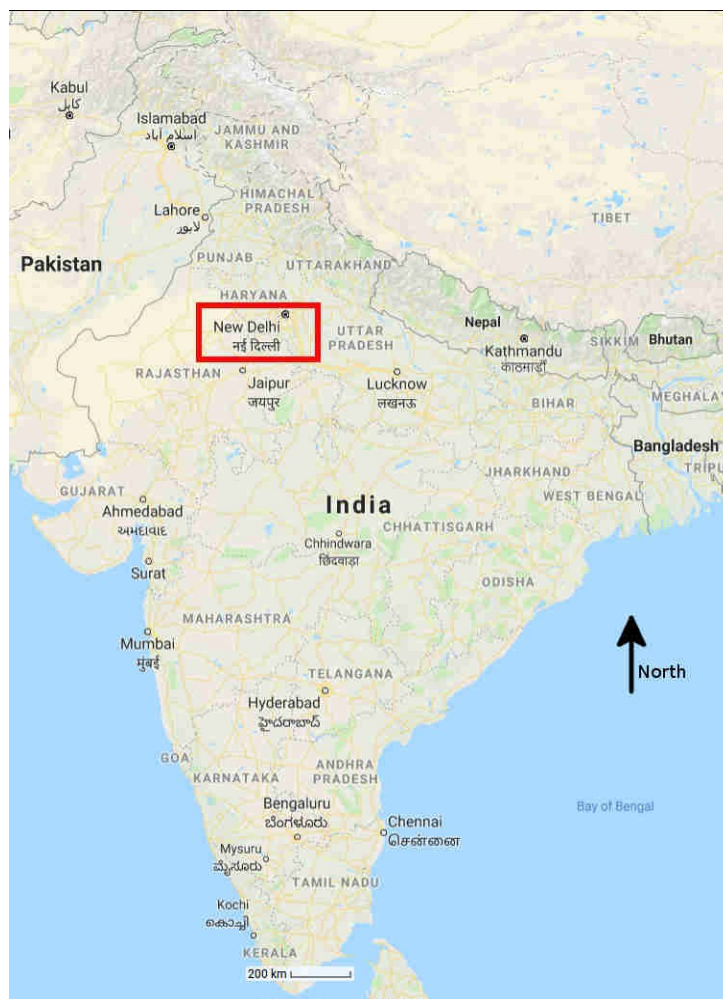 Kabul
کابل
Islamabad
اسلام آباد
JAMMU AND
KASHMIR
HIMACHAL
PRADESH
Lahore
لاہور
TIBET
Pakistan
PUNJAB
UTTARAKHAND
HARYANA
New Delhi
नई दिल्ली
UTTAR
PRADESH
Nepal
Kathmandu
काठमाडौं
SIKKIM
Bhutan
RAJASTHAN
Jaipur
जयपुर
Lucknow
लखनऊ
BIHAR
MEGHALAY
Bangladesh
TRIPU
JHARKHAND
WEST BENGAL
GUJARAT
Ahmedabad
અમદાવાદ
India
CHHATTISGARH
Chhindwara
छिंदवाड़ा
Surat
ODISHA
MAHARASHTRA
Mumbai
मुंबई
North
TELANGANA
Hyderabad
హైదరాబాద్
GOA
KARNATAKA
ANDHRA
PRADESH
Bengaluru
ಬೆಂಗಳೂರು
Chennai
சென்னை
Bay of Bengal
Mysuru
ಮೈಸೂರು
TAMIL NADU
Kochi
കൊച്ചി
KERALA
200 km